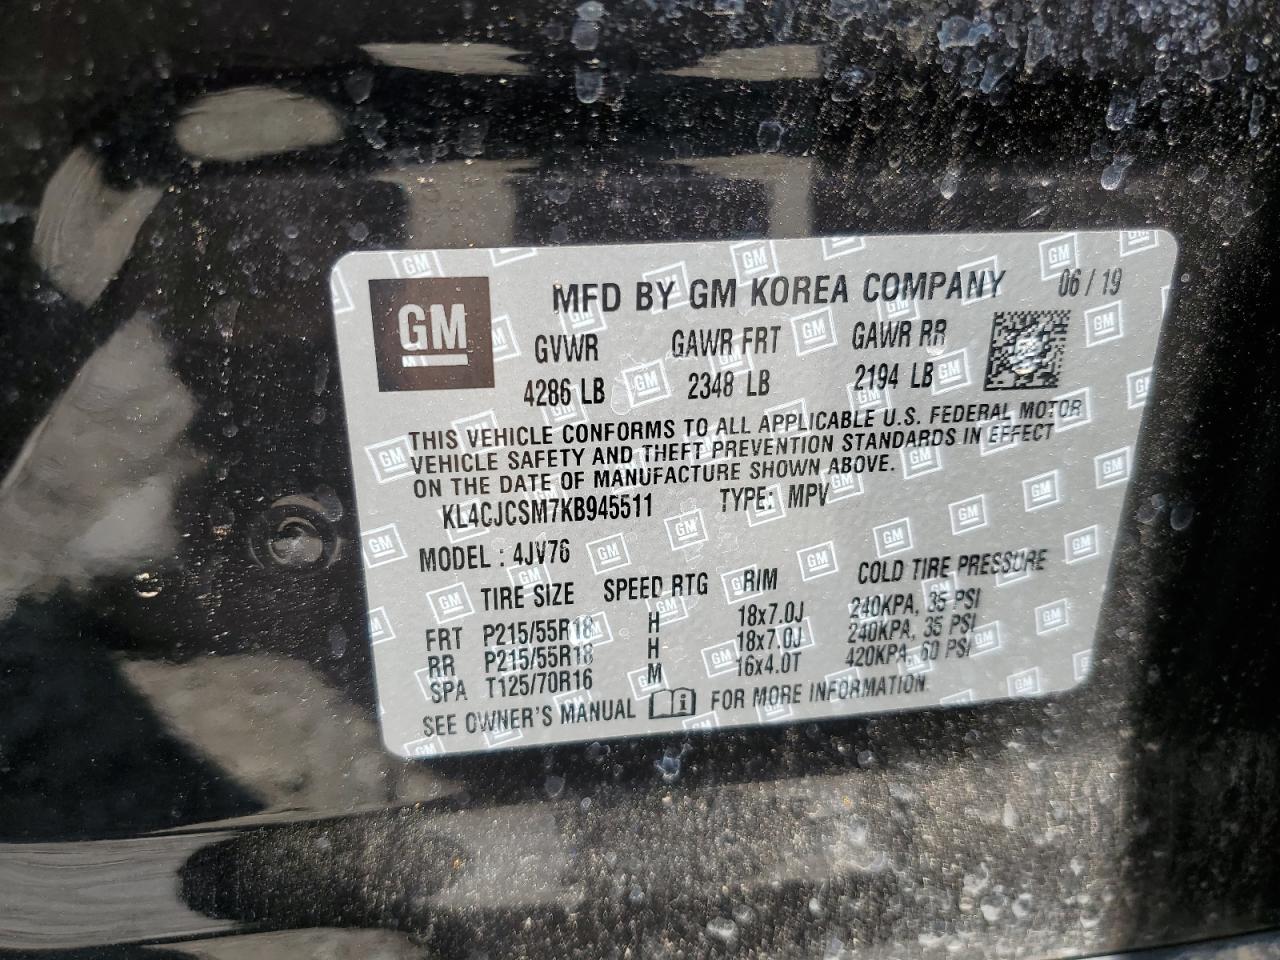 GM
MFD BY GM KOREA COMPANY 06/19
GVWR GAWR FRT GAWR RR
4286 LB 2348 LB 2194 LB
THIS VEHICLE CONFORMS TO ALL APPLICABLE U.S. FEDERAL MOTOR
VEHICLE SAFETY AND THEFT PREVENTION STANDARDS IN EFFECT
ON THE DATE OF MANUFACTURE SHOWN ABOVE.
KL4CJCSM7KB945511 TYPE: MPV
MODEL : 4JV76
TIRE SIZE SPEED RTG RIM COLD TIRE PRESSURE
FRT P215/55R18 H 18x7.0J 240KPA, 35 PSI
RR P215/55R18 H 18x7.0J 240KPA, 35 PSI
SPA T125/70R16 M 16x4.0T 420KPA, 60 PSI
SEE OWNER'S MANUAL i FOR MORE INFORMATION.